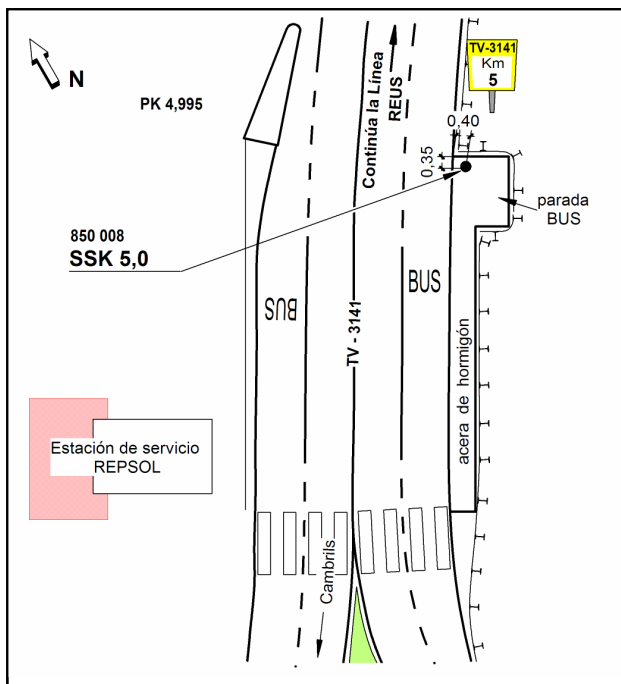 N
PK 4,995
TV-3141
Km
5
0,40
0,35
Continúa la Línea
REUS
parada
BUS
850 008
SSK 5,0
BUS
BUS
TV - 3141
acera de hormigón
Estación de servicio
REPSOL
Cambrils